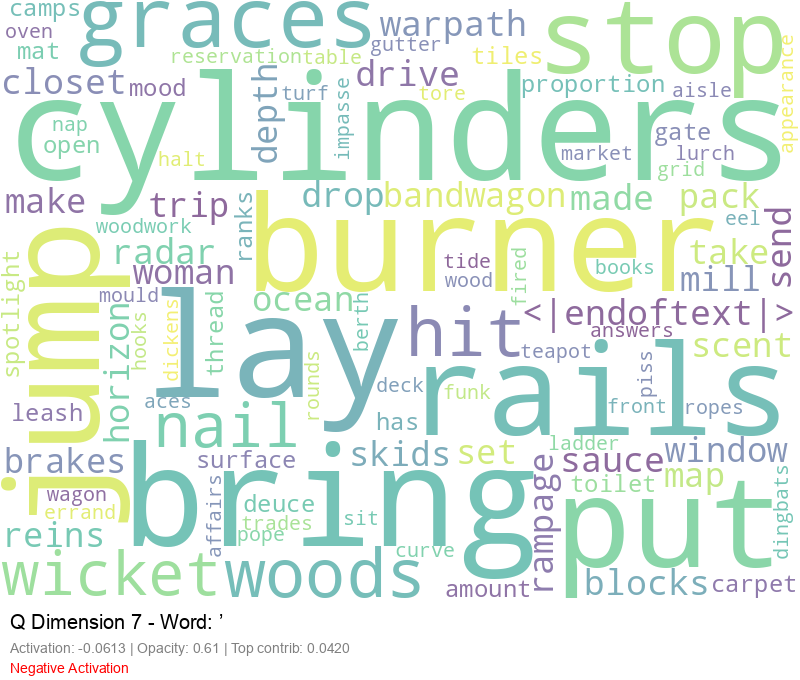 camps graces warpath stop
oven
mat reservation table gutter tiles appearance
closet mood drive proportion aisle
cylinders depth turf impasse tore
nap open halt market gate lurch grid
make trip ranks drop bandwagon made pack
woodwork burner eel send
radar woman tide fired books take mill
spotlight jump mould ocean wood <|endoftext|>
horizon hooks dickens thread lay berth hit answers scent
teapot rails piss
leash aces rounds deck funk front ropes
nail has ladder
brakes bring surface skids set sauce window
wagon errand deuce rampage toilet map dingbats
reins affairs trades sit put
pope curve
wicket woods amount blocks carpet
Q Dimension 7 - Word: ’
Activation: -0.0613 | Opacity: 0.61 | Top contrib: 0.0420
Negative Activation